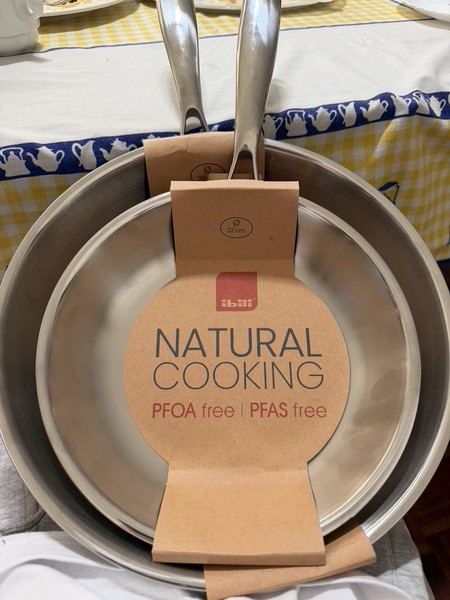 Ø
22 cm
ibili
NATURAL
COOKING
PFOA free | PFAS free